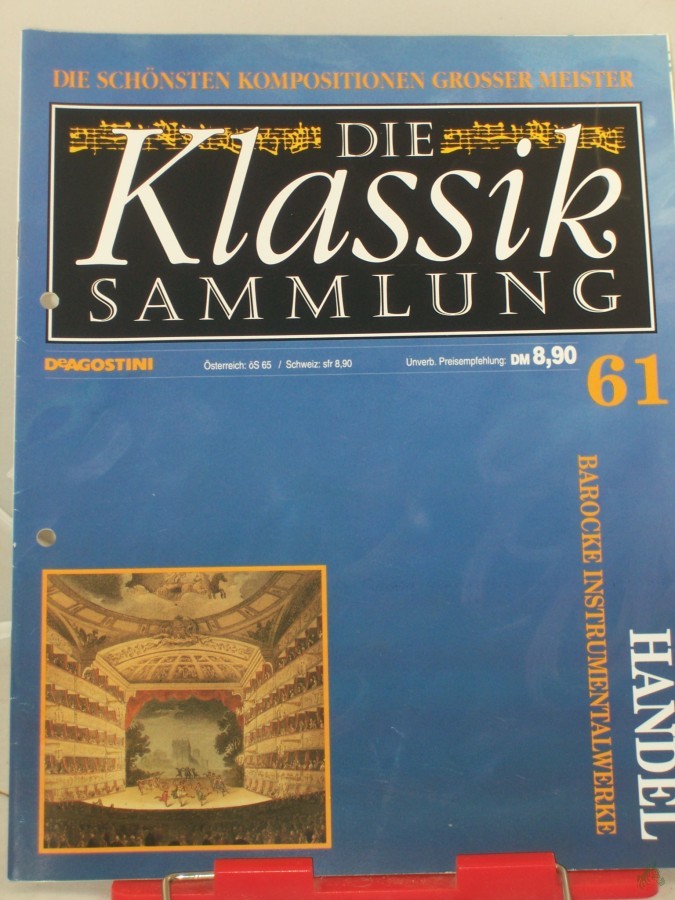 DIE SCHÖNSTEN KOMPOSITIONEN GROSSER MEISTER
DIE
Klassik
SAMMLUNG
DeAGOSTINI
Österreich: öS 65 / Schweiz: sfr 8,90
Unverb. Preisempfehlung: DM 8,90
61
BAROCKE INSTRUMENTALWERKE
HANDEL